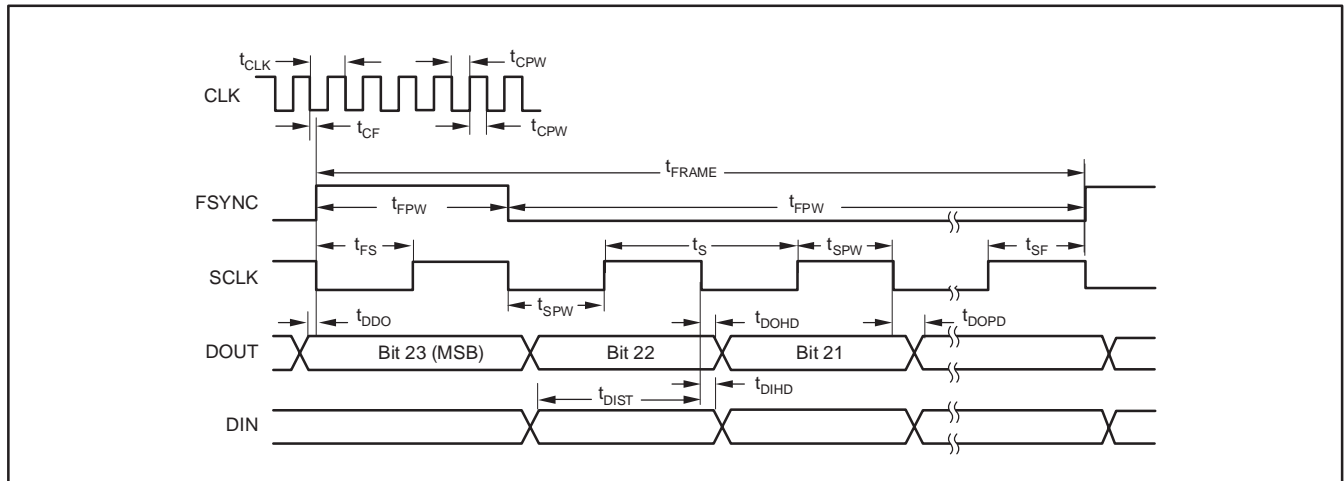 tCLK
tCPW
CLK
tCF
tCPW
tFRAME
FSYNC
tFPW
tFPW
tFS
tS
tSPW
tSF
SCLK
tSPW
tDDO
tDOHD
tDOPD
DOUT
Bit 23 (MSB)
Bit 22
Bit 21
tDIST
tDIHD
DIN